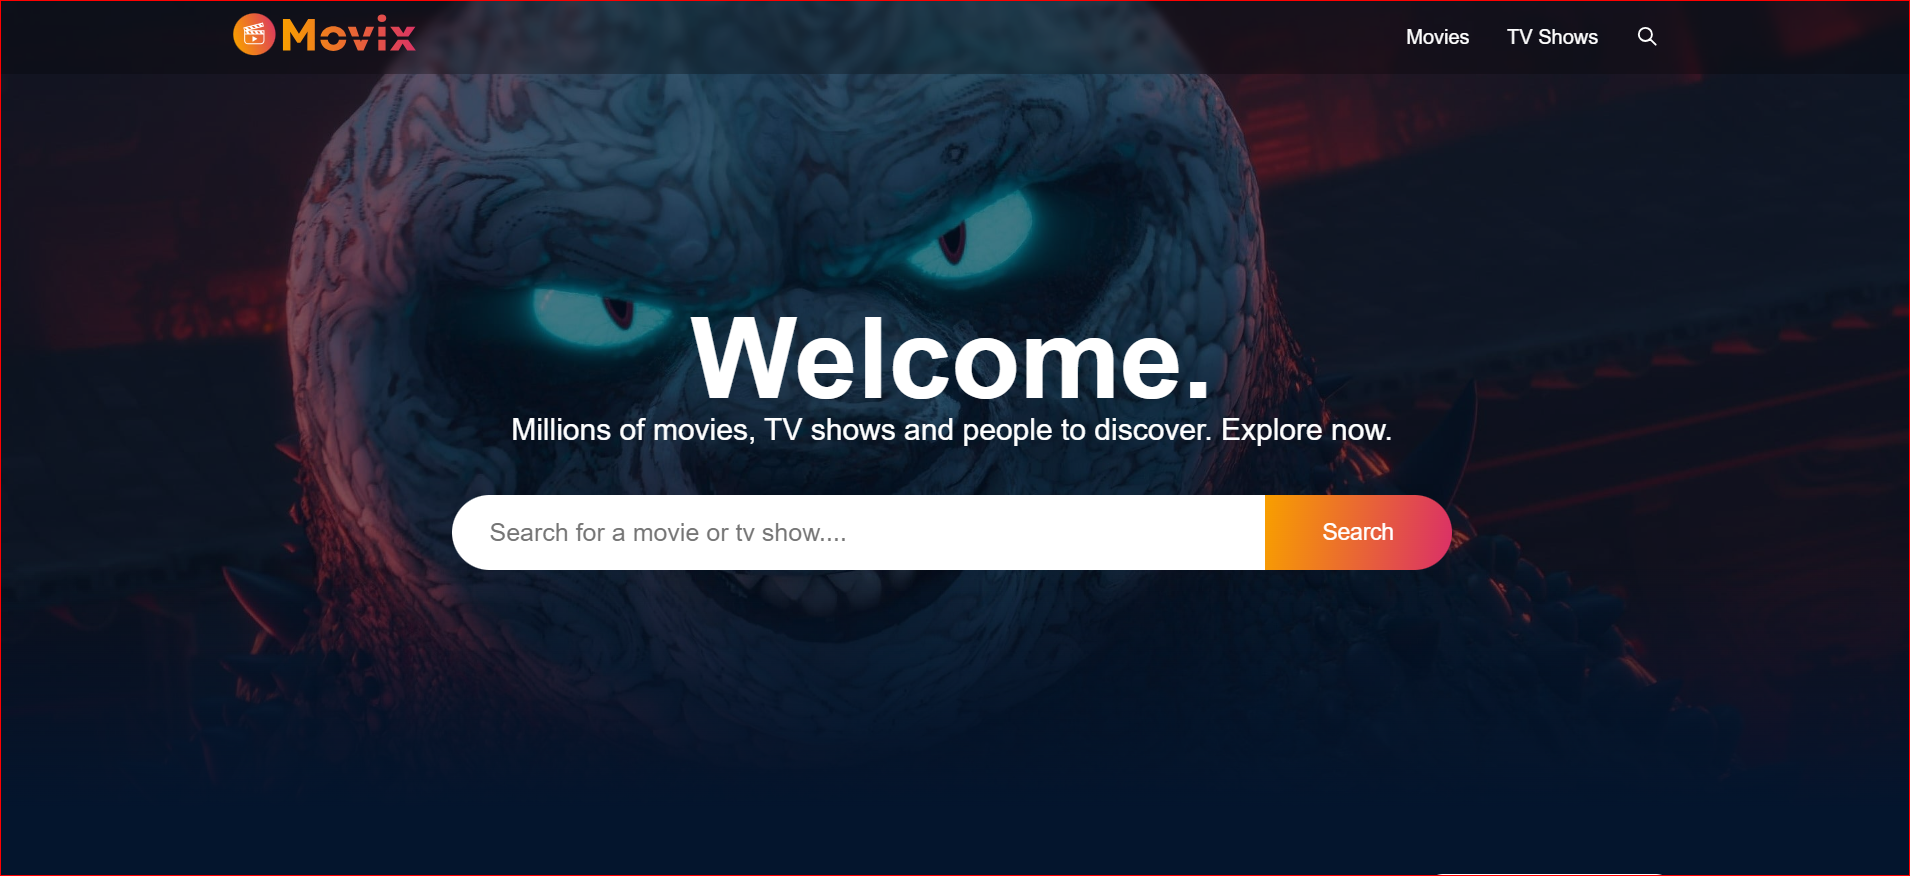 Movix
Movies
TV Shows
Welcome.
Millions of movies, TV shows and people to discover. Explore now.
Search for a movie or tv show....
Search